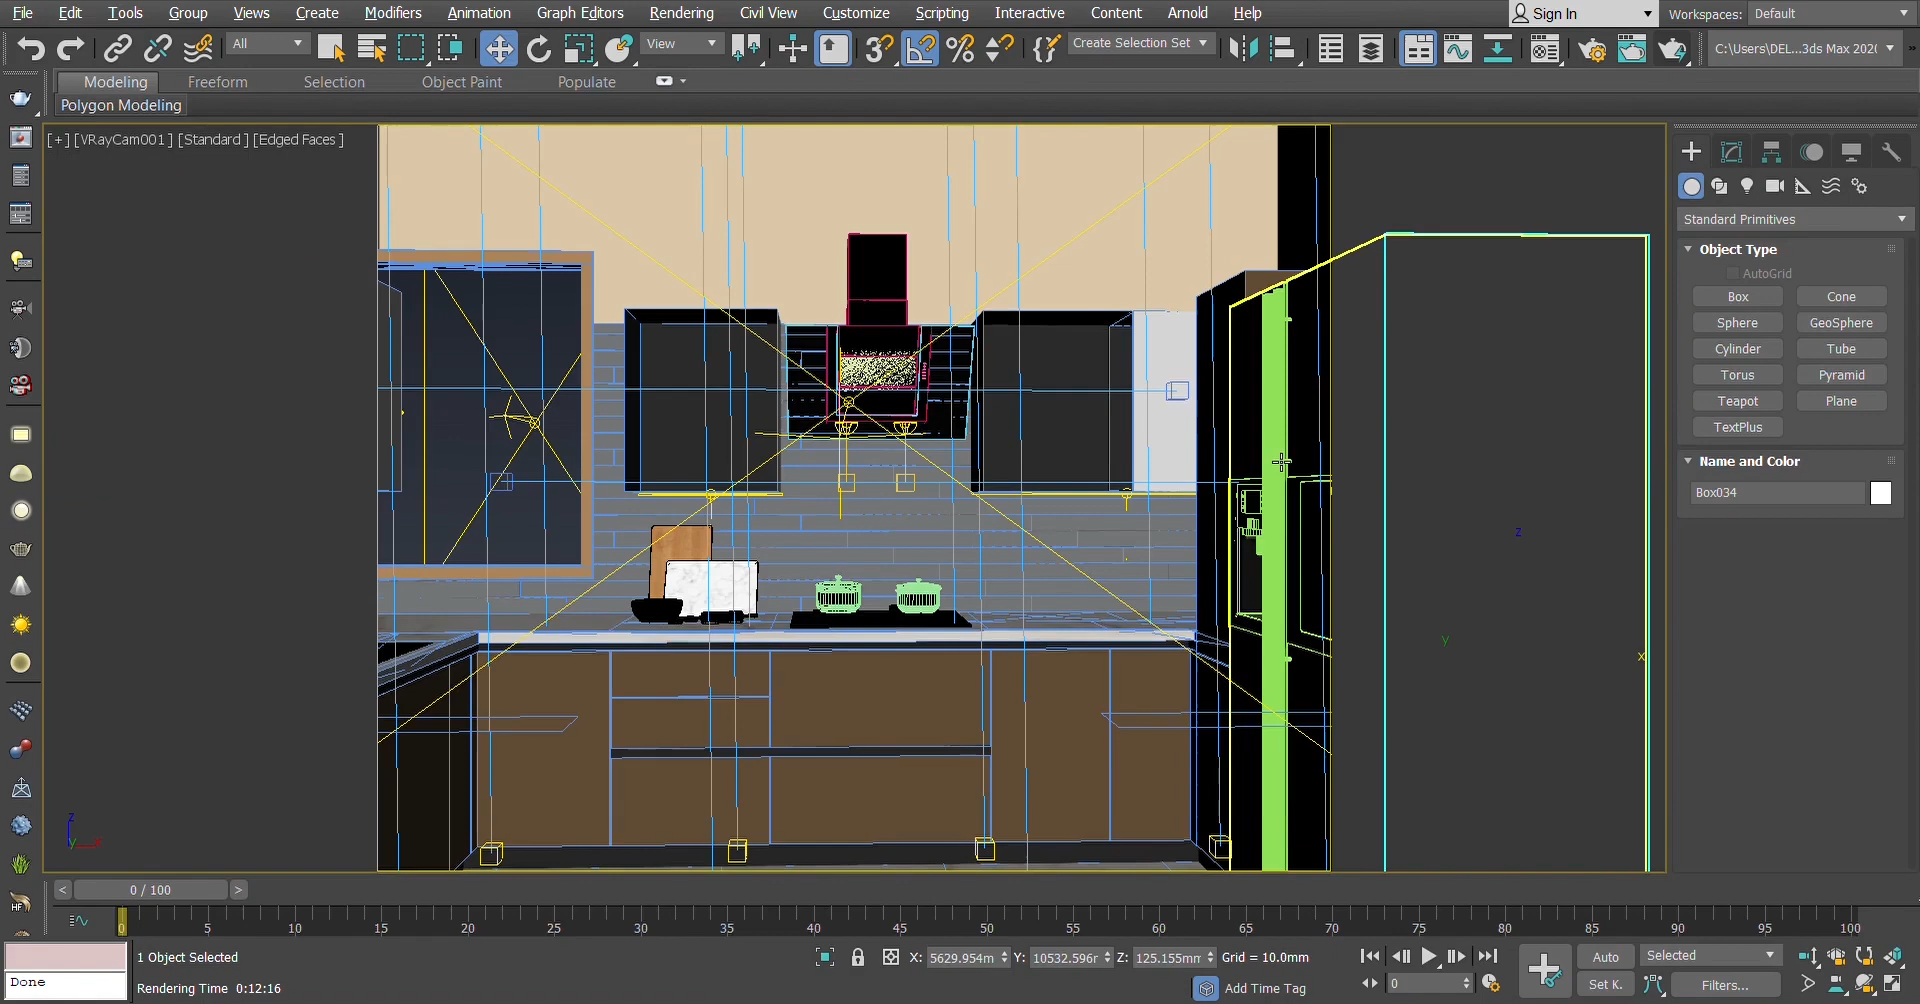 File Edit Tools Group Views Create Modifiers Animation Graph Editors Rendering Civil View Customize Scripting Interactive Content Arnold Help Sign In Workspaces: Default
All View Create Selection Set C:\Users\DEL...3ds Max 202(
Modeling Freeform Selection Object Paint Populate
Polygon Modeling
[+] [VRayCam001] [Standard] [Edged Faces]
Standard Primitives
Object Type
AutoGrid
Box Cone
Sphere GeoSphere
Cylinder Tube
Torus Pyramid
Teapot Plane
TextPlus
Name and Color
Box034
z
y
x
z
y
< 0 / 100 >
0 5 10 15 20 25 30 35 40 45 50 55 60 65 70 75 80 85 90 95 100
1 Object Selected X: 5629.954m Y: 10532.596r Z: 125.155mm Grid = 10.0mm Auto Selected
Done
Rendering Time 0:12:16 Add Time Tag 0 Set K. Filters...
HF